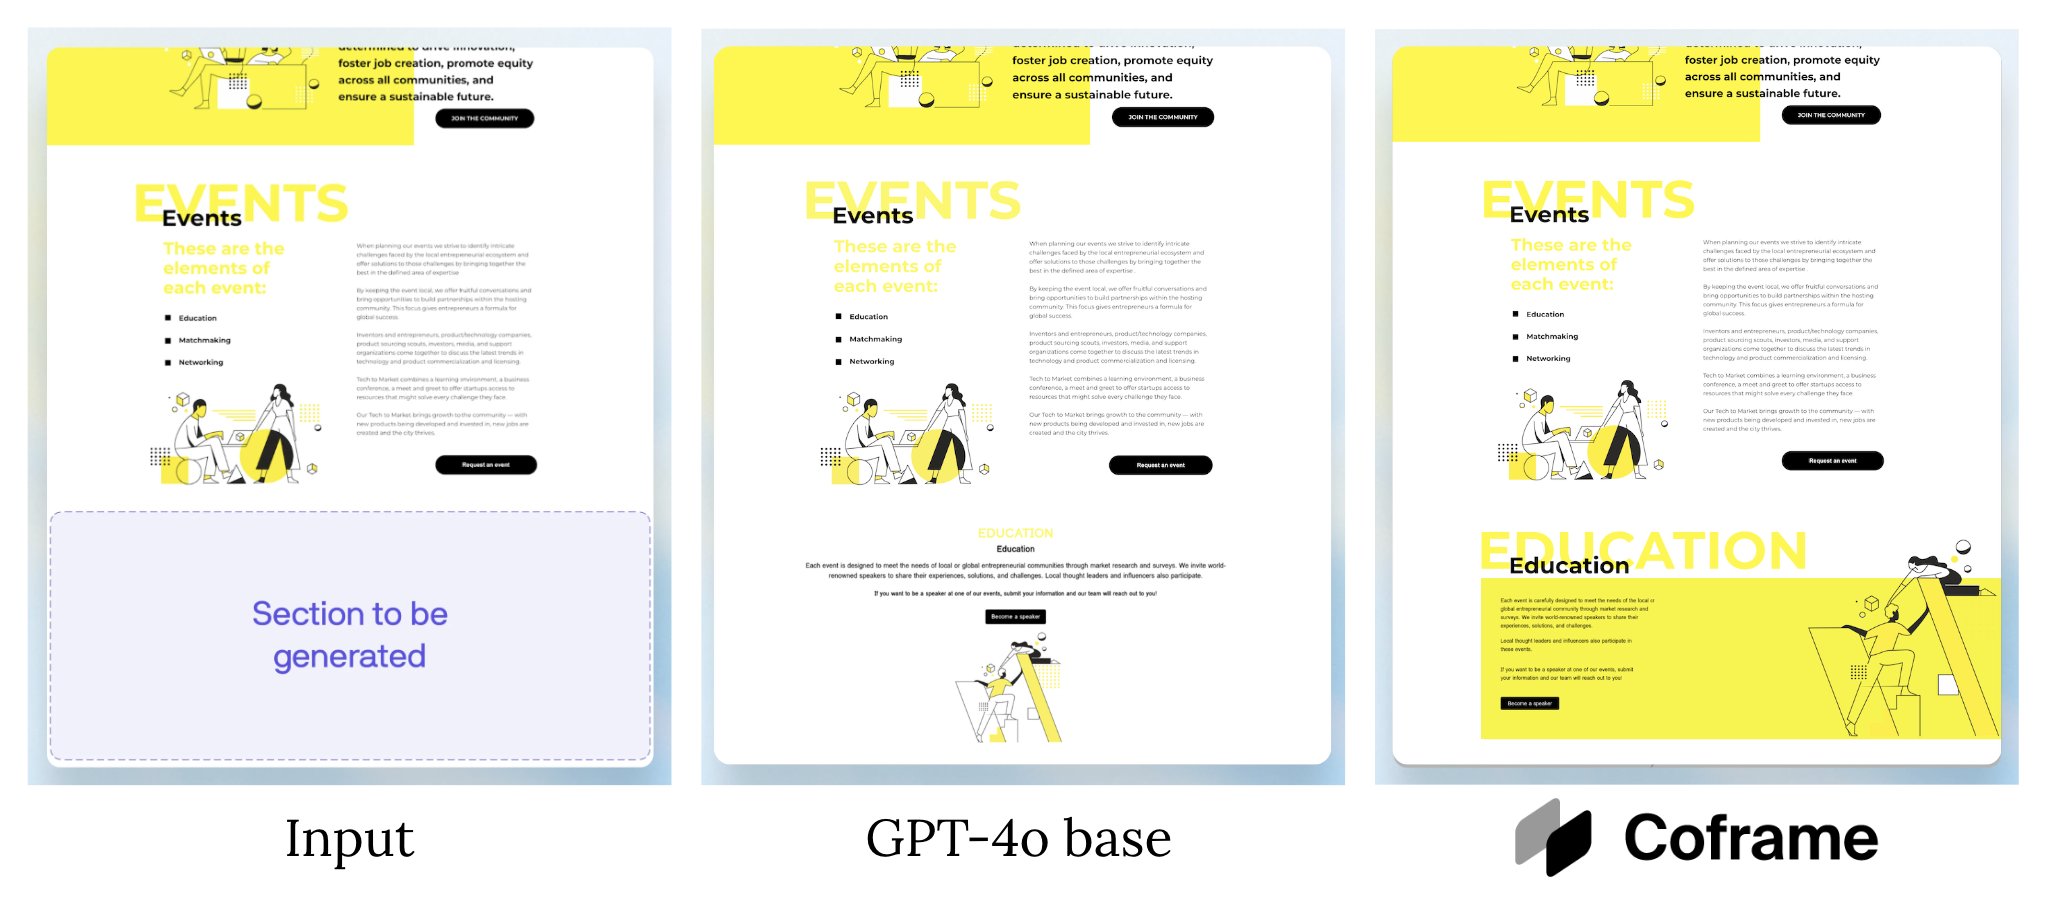 determined to drive innovation,
foster job creation, promote equity
across all communities, and
ensure a sustainable future.
JOIN THE COMMUNITY
EVENTS
Events
These are the
elements of
each event:
Education
Matchmaking
Networking
When planning our events we strive to identify intricate
challenges faced by the local entrepreneurial ecosystem and
offer solutions to those challenges by bringing together the
best in the defined area of expertise
By keeping the event local, we offer fruitful conversations and
bring opportunities to build partnerships within the hosting
community. This focus gives entrepreneurs a formula for
global success.
Inventors and entrepreneurs, product/technology companies,
product sourcing scouts, investors, media, and support
organizations come together to discuss the latest trends in
technology and product commercialization and licensing.
Tech to Market combines a learning environment, a business
conference, a meet and greet to offer startups access to
resources that might solve every challenge they face.
Our Tech to Market brings growth to the community — with
new products being developed and invested in, new jobs are
created and the city thrives.
Request an event
Section to be
generated
Input
determined to drive innovation,
foster job creation, promote equity
across all communities, and
ensure a sustainable future.
JOIN THE COMMUNITY
EVENTS
Events
These are the
elements of
each event:
Education
Matchmaking
Networking
When planning our events we strive to identify intricate
challenges faced by the local entrepreneurial ecosystem and
offer solutions to those challenges by bringing together the
best in the defined area of expertise
By keeping the event local, we offer fruitful conversations and
bring opportunities to build partnerships within the hosting
community. This focus gives entrepreneurs a formula for
global success.
Inventors and entrepreneurs, product/technology companies,
product sourcing scouts, investors, media, and support
organizations come together to discuss the latest trends in
technology and product commercialization and licensing.
Tech to Market combines a learning environment, a business
conference, a meet and greet to offer startups access to
resources that might solve every challenge they face.
Our Tech to Market brings growth to the community — with
new products being developed and invested in, new jobs are
created and the city thrives.
Request an event
EDUCATION
Education
Each event is designed to meet the needs of local or global entrepreneurial communities through market research and surveys. We invite world-
renowned speakers to share their experiences, solutions, and challenges. Local thought leaders and influencers also participate.
If you want to be a speaker at one of our events, submit your information and our team will reach out to you!
Become a speaker
GPT-4o base
determined to drive innovation,
foster job creation, promote equity
across all communities, and
ensure a sustainable future.
JOIN THE COMMUNITY
EVENTS
Events
These are the
elements of
each event:
Education
Matchmaking
Networking
When planning our events we strive to identify intricate
challenges faced by the local entrepreneurial ecosystem and
offer solutions to those challenges by bringing together the
best in the defined area of expertise
By keeping the event local, we offer fruitful conversations and
bring opportunities to build partnerships within the hosting
community. This focus gives entrepreneurs a formula for
global success.
Inventors and entrepreneurs, product/technology companies,
product sourcing scouts, investors, media, and support
organizations come together to discuss the latest trends in
technology and product commercialization and licensing.
Tech to Market combines a learning environment, a business
conference, a meet and greet to offer startups access to
resources that might solve every challenge they face.
Our Tech to Market brings growth to the community — with
new products being developed and invested in, new jobs are
created and the city thrives.
Request an event
EDUCATION
Education
Each event is carefully designed to meet the needs of the local or
global entrepreneurial community through market research and
surveys. We invite world-renowned speakers to share their
experiences, solutions, and challenges.
Local thought leaders and influencers also participate in
those events.
If you want to be a speaker at one of our events, submit
your information and our team will reach out to you!
Become a speaker
Coframe